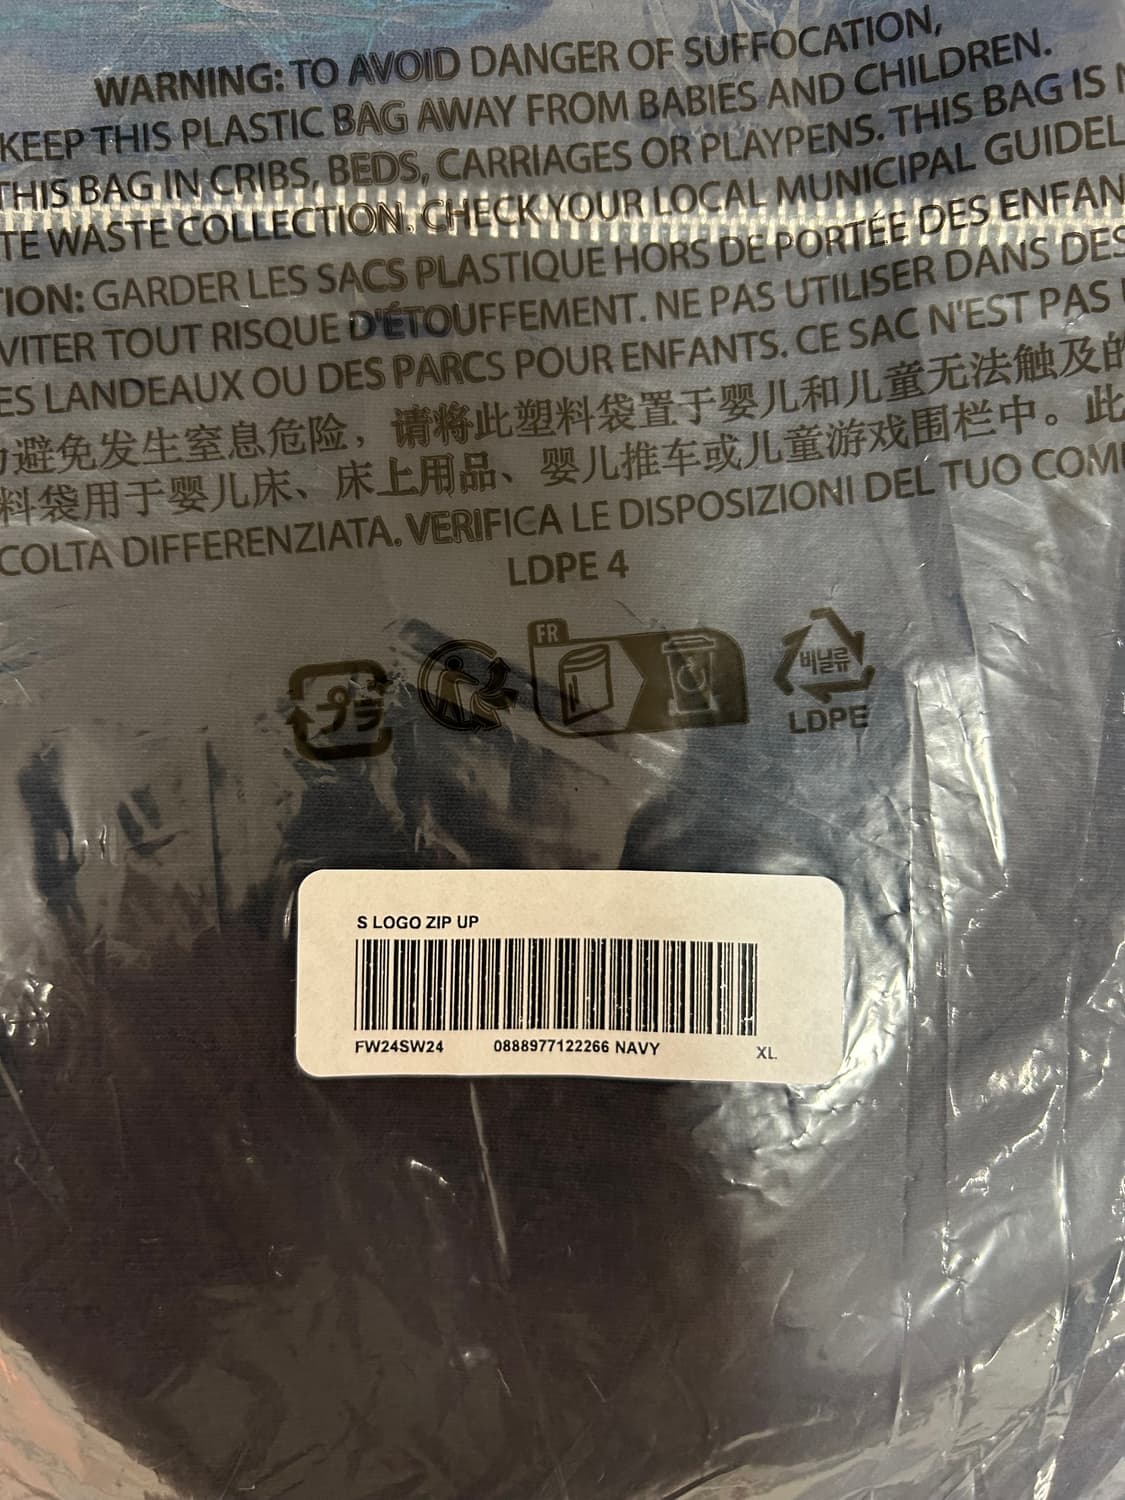 WARNING: TO AVOID DANGER OF SUFFOCATION,
KEEP THIS PLASTIC BAG AWAY FROM BABIES AND CHILDREN.
THIS BAG IN CRIBS, BEDS, CARRIAGES OR PLAYPENS. THIS BAG IS
WASTE COLLECTION. CHECK YOUR LOCAL MUNICIPAL
GARDER LES SACS PLASTIQUE HORS DE PORTÉE DES
TOUT RISQUE D'ÉTOUFFEMENT. NE PAS UTILISER DANS DES
LANDEAUX OU DES PARCS POUR ENFANTS. CE SAC N'EST PAS
避免发生窒息危险，请将此塑料袋置于婴儿和儿童无法触及的
料袋用于婴儿床、床上用品、婴儿推车或儿童游戏围栏中。此
DIFFERENZIATA. VERIFICA LE DISPOSIZIONI DEL TUO
LDPE 4
プラ
FR
비닐류
LDPE
S LOGO ZIP UP
FW24SW24 0888977122266 NAVY XL